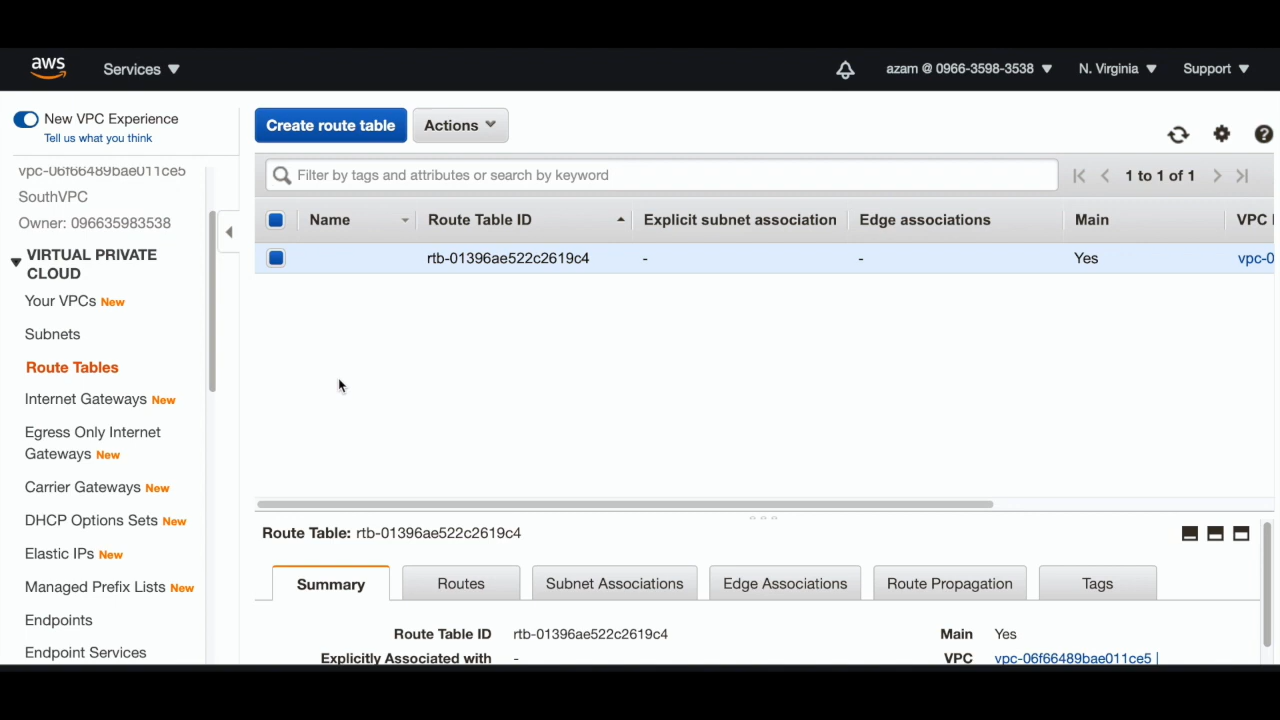 aws
Services
azam @ 0966-3598-3538
N. Virginia
Support
New VPC Experience
Tell us what you think
vpc-06f66489bae011ce5
SouthVPC
Owner: 096635983538
VIRTUAL PRIVATE
CLOUD
Your VPCs New
Subnets
Route Tables
Internet Gateways New
Egress Only Internet
Gateways New
Carrier Gateways New
DHCP Options Sets New
Elastic IPs New
Managed Prefix Lists New
Endpoints
Endpoint Services
Create route table
Actions
Filter by tags and attributes or search by keyword
1 to 1 of 1
Name Route Table ID Explicit subnet association Edge associations Main VPC
rtb-01396ae522c2619c4 - - Yes vpc-0
Route Table: rtb-01396ae522c2619c4
Summary Routes Subnet Associations Edge Associations Route Propagation Tags
Route Table ID rtb-01396ae522c2619c4 Main Yes
Explicitly Associated with - VPC vpc-06f66489bae011ce5 |